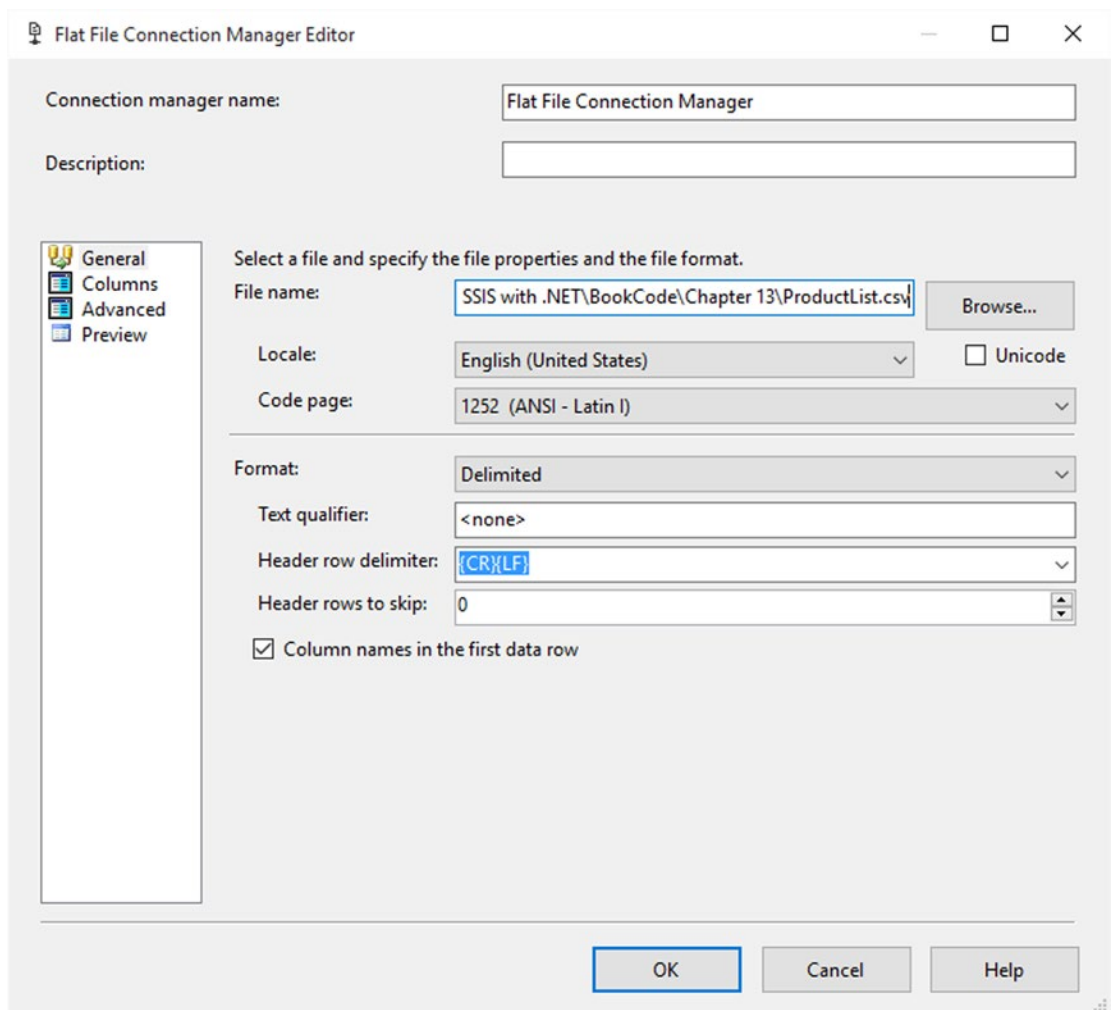 Flat File Connection Manager Editor
Connection manager name: Flat File Connection Manager
Description:
General
Columns
Advanced
Preview
Select a file and specify the file properties and the file format.
File name: SSIS with .NET\BookCode\Chapter 13\ProductList.csv Browse...
Locale: English (United States) Unicode
Code page: 1252 (ANSI - Latin I)
Format: Delimited
Text qualifier: <none>
Header row delimiter: {CR}{LF}
Header rows to skip: 0
Column names in the first data row
OK Cancel Help